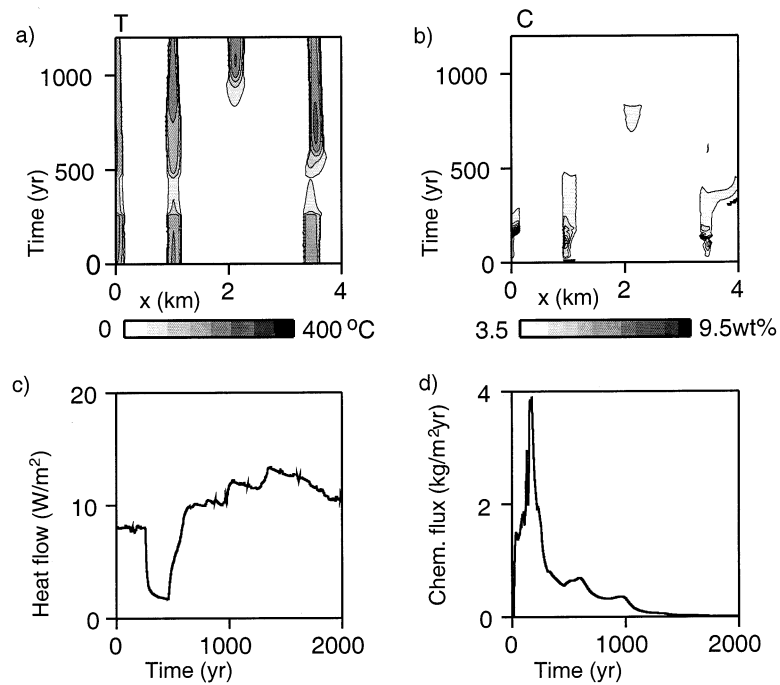 a) T
1000
500
0
Time (yr)
0 2 4
x (km)
0 400 ºC
b) C
1000
500
0
Time (yr)
0 2 4
x (km)
3.5 9.5wt%
c)
20
10
0
Heat flow (W/m²)
0 1000 2000
Time (yr)
d)
4
2
0
Chem. flux (kg/m²yr)
0 1000 2000
Time (yr)